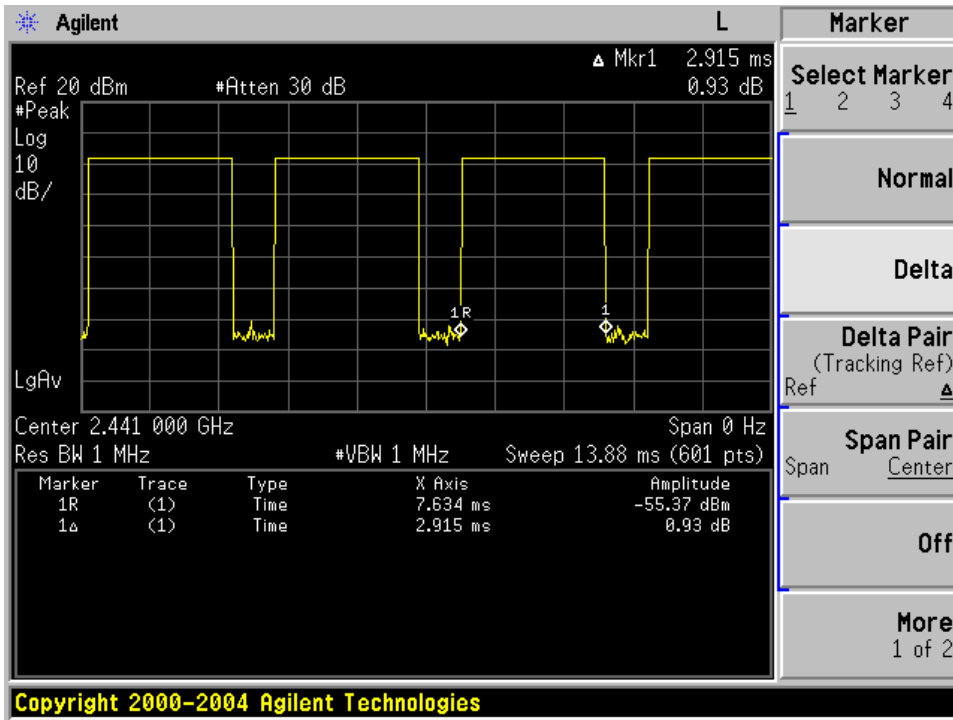 Agilent L Marker
Δ Mkr1 2.915 ms
Ref 20 dBm #Atten 30 dB 0.93 dB
#Peak
Log
10
dB/
1R 1
LgAv
Center 2.441 000 GHz Span 0 Hz
Res BW 1 MHz #VBW 1 MHz Sweep 13.88 ms (601 pts)
Marker Trace Type X Axis Amplitude
1R (1) Time 7.634 ms -55.37 dBm
1Δ (1) Time 2.915 ms 0.93 dB
Select Marker
1 2 3 4
Normal
Delta
Delta Pair
(Tracking Ref)
Ref Δ
Span Pair
Span Center
Off
More
1 of 2
Copyright 2000-2004 Agilent Technologies